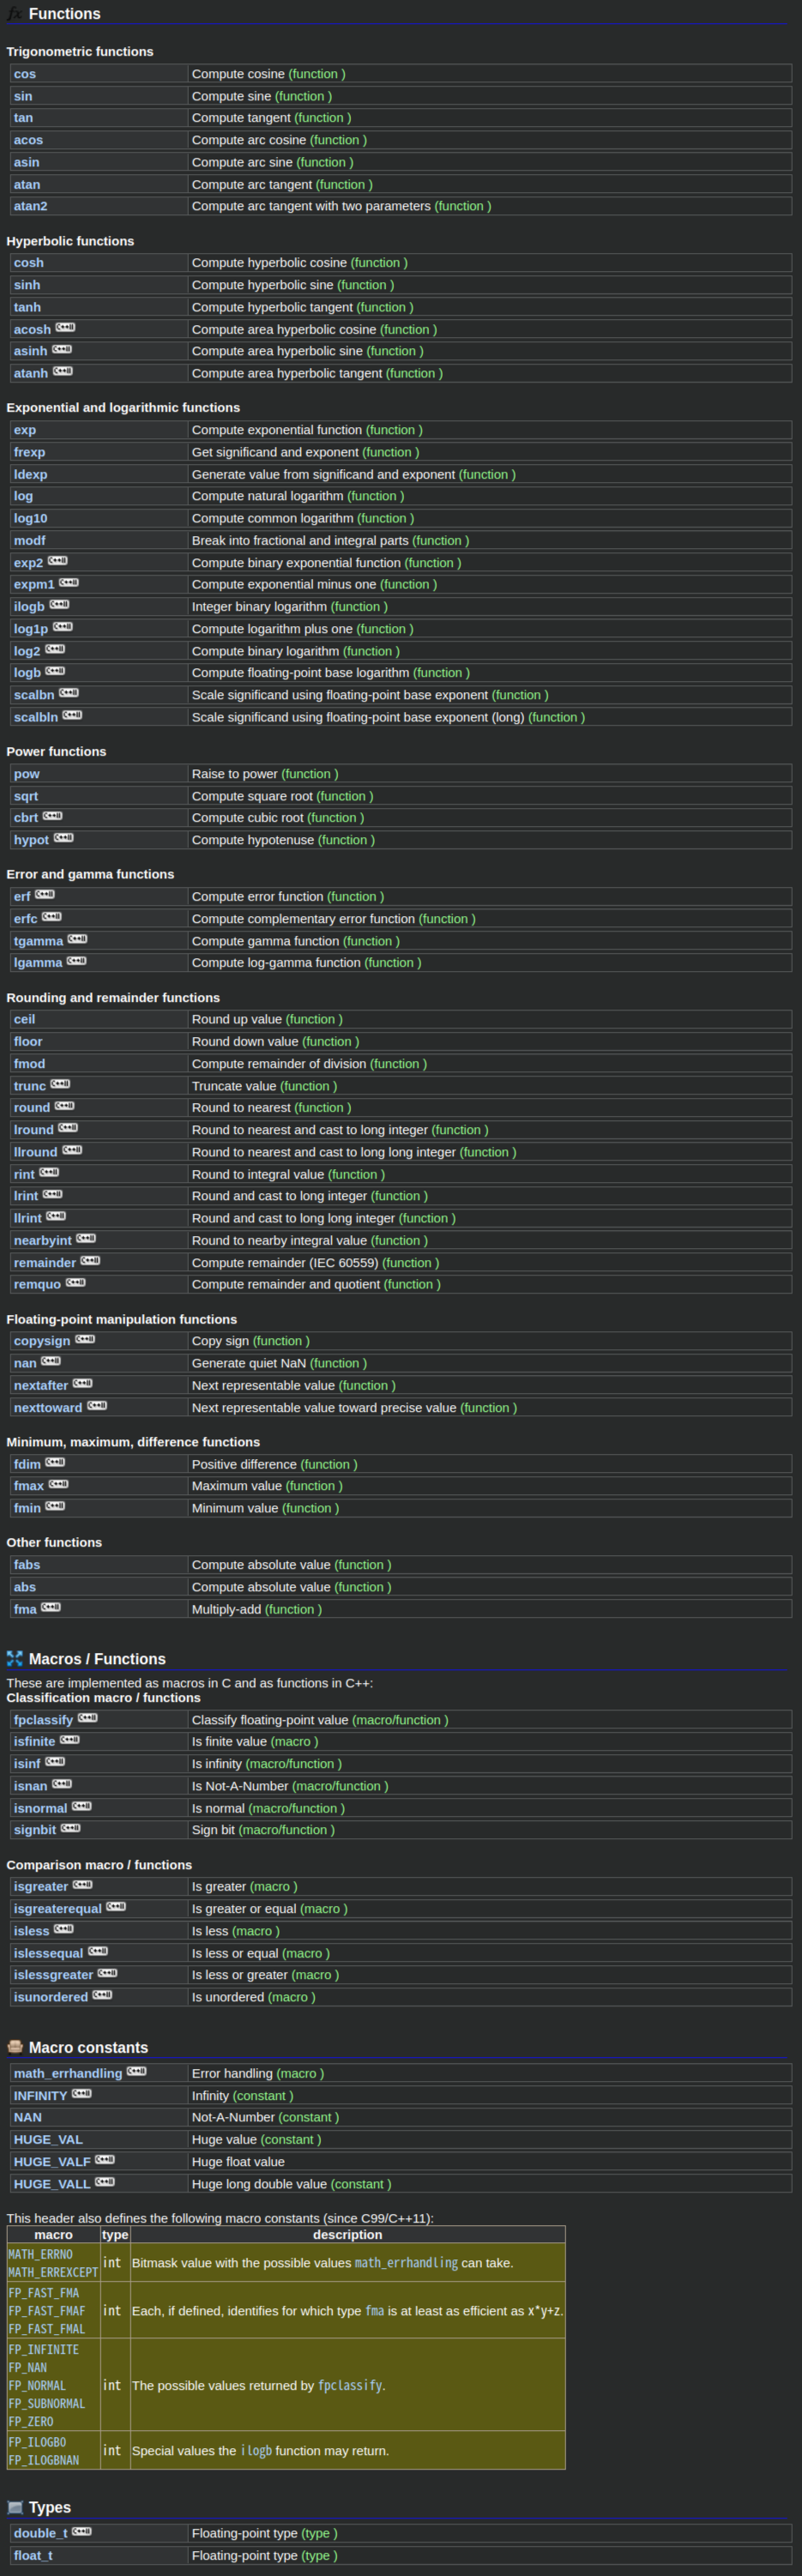 fx Functions
Trigonometric functions
cos Compute cosine (function )
sin Compute sine (function )
tan Compute tangent (function )
acos Compute arc cosine (function )
asin Compute arc sine (function )
atan Compute arc tangent (function )
atan2 Compute arc tangent with two parameters (function )
Hyperbolic functions
cosh Compute hyperbolic cosine (function )
sinh Compute hyperbolic sine (function )
tanh Compute hyperbolic tangent (function )
acosh C++11 Compute area hyperbolic cosine (function )
asinh C++11 Compute area hyperbolic sine (function )
atanh C++11 Compute area hyperbolic tangent (function )
Exponential and logarithmic functions
exp Compute exponential function (function )
frexp Get significand and exponent (function )
ldexp Generate value from significand and exponent (function )
log Compute natural logarithm (function )
log10 Compute common logarithm (function )
modf Break into fractional and integral parts (function )
exp2 C++11 Compute binary exponential function (function )
expm1 C++11 Compute exponential minus one (function )
ilogb C++11 Integer binary logarithm (function )
log1p C++11 Compute logarithm plus one (function )
log2 C++11 Compute binary logarithm (function )
logb C++11 Compute floating-point base logarithm (function )
scalbn C++11 Scale significand using floating-point base exponent (function )
scalbln C++11 Scale significand using floating-point base exponent (long) (function )
Power functions
pow Raise to power (function )
sqrt Compute square root (function )
cbrt C++11 Compute cubic root (function )
hypot C++11 Compute hypotenuse (function )
Error and gamma functions
erf C++11 Compute error function (function )
erfc C++11 Compute complementary error function (function )
tgamma C++11 Compute gamma function (function )
lgamma C++11 Compute log-gamma function (function )
Rounding and remainder functions
ceil Round up value (function )
floor Round down value (function )
fmod Compute remainder of division (function )
trunc C++11 Truncate value (function )
round C++11 Round to nearest (function )
lround C++11 Round to nearest and cast to long integer (function )
llround C++11 Round to nearest and cast to long long integer (function )
rint C++11 Round to integral value (function )
lrint C++11 Round and cast to long integer (function )
llrint C++11 Round and cast to long long integer (function )
nearbyint C++11 Round to nearby integral value (function )
remainder C++11 Compute remainder (IEC 60559) (function )
remquo C++11 Compute remainder and quotient (function )
Floating-point manipulation functions
copysign C++11 Copy sign (function )
nan C++11 Generate quiet NaN (function )
nextafter C++11 Next representable value (function )
nexttoward C++11 Next representable value toward precise value (function )
Minimum, maximum, difference functions
fdim C++11 Positive difference (function )
fmax C++11 Maximum value (function )
fmin C++11 Minimum value (function )
Other functions
fabs Compute absolute value (function )
abs Compute absolute value (function )
fma C++11 Multiply-add (function )
Macros / Functions
These are implemented as macros in C and as functions in C++:
Classification macro / functions
fpclassify C++11 Classify floating-point value (macro/function )
isfinite C++11 Is finite value (macro )
isinf C++11 Is infinity (macro/function )
isnan C++11 Is Not-A-Number (macro/function )
isnormal C++11 Is normal (macro/function )
signbit C++11 Sign bit (macro/function )
Comparison macro / functions
isgreater C++11 Is greater (macro )
isgreaterequal C++11 Is greater or equal (macro )
isless C++11 Is less (macro )
islessequal C++11 Is less or equal (macro )
islessgreater C++11 Is less or greater (macro )
isunordered C++11 Is unordered (macro )
Macro constants
math_errhandling C++11 Error handling (macro )
INFINITY C++11 Infinity (constant )
NAN Not-A-Number (constant )
HUGE_VAL Huge value (constant )
HUGE_VALF C++11 Huge float value
HUGE_VALL C++11 Huge long double value (constant )
This header also defines the following macro constants (since C99/C++11):
macro type description
MATH_ERRNO
MATH_ERREXCEPT
int Bitmask value with the possible values math_errhandling can take.
FP_FAST_FMA
FP_FAST_FMAF
FP_FAST_FMAL
int Each, if defined, identifies for which type fma is at least as efficient as x*y+z.
FP_INFINITE
FP_NAN
FP_NORMAL
FP_SUBNORMAL
FP_ZERO
int The possible values returned by fpclassify.
FP_ILOGB0
FP_ILOGBNAN
int Special values the ilogb function may return.
Types
double_t C++11 Floating-point type (type )
float_t Floating-point type (type )